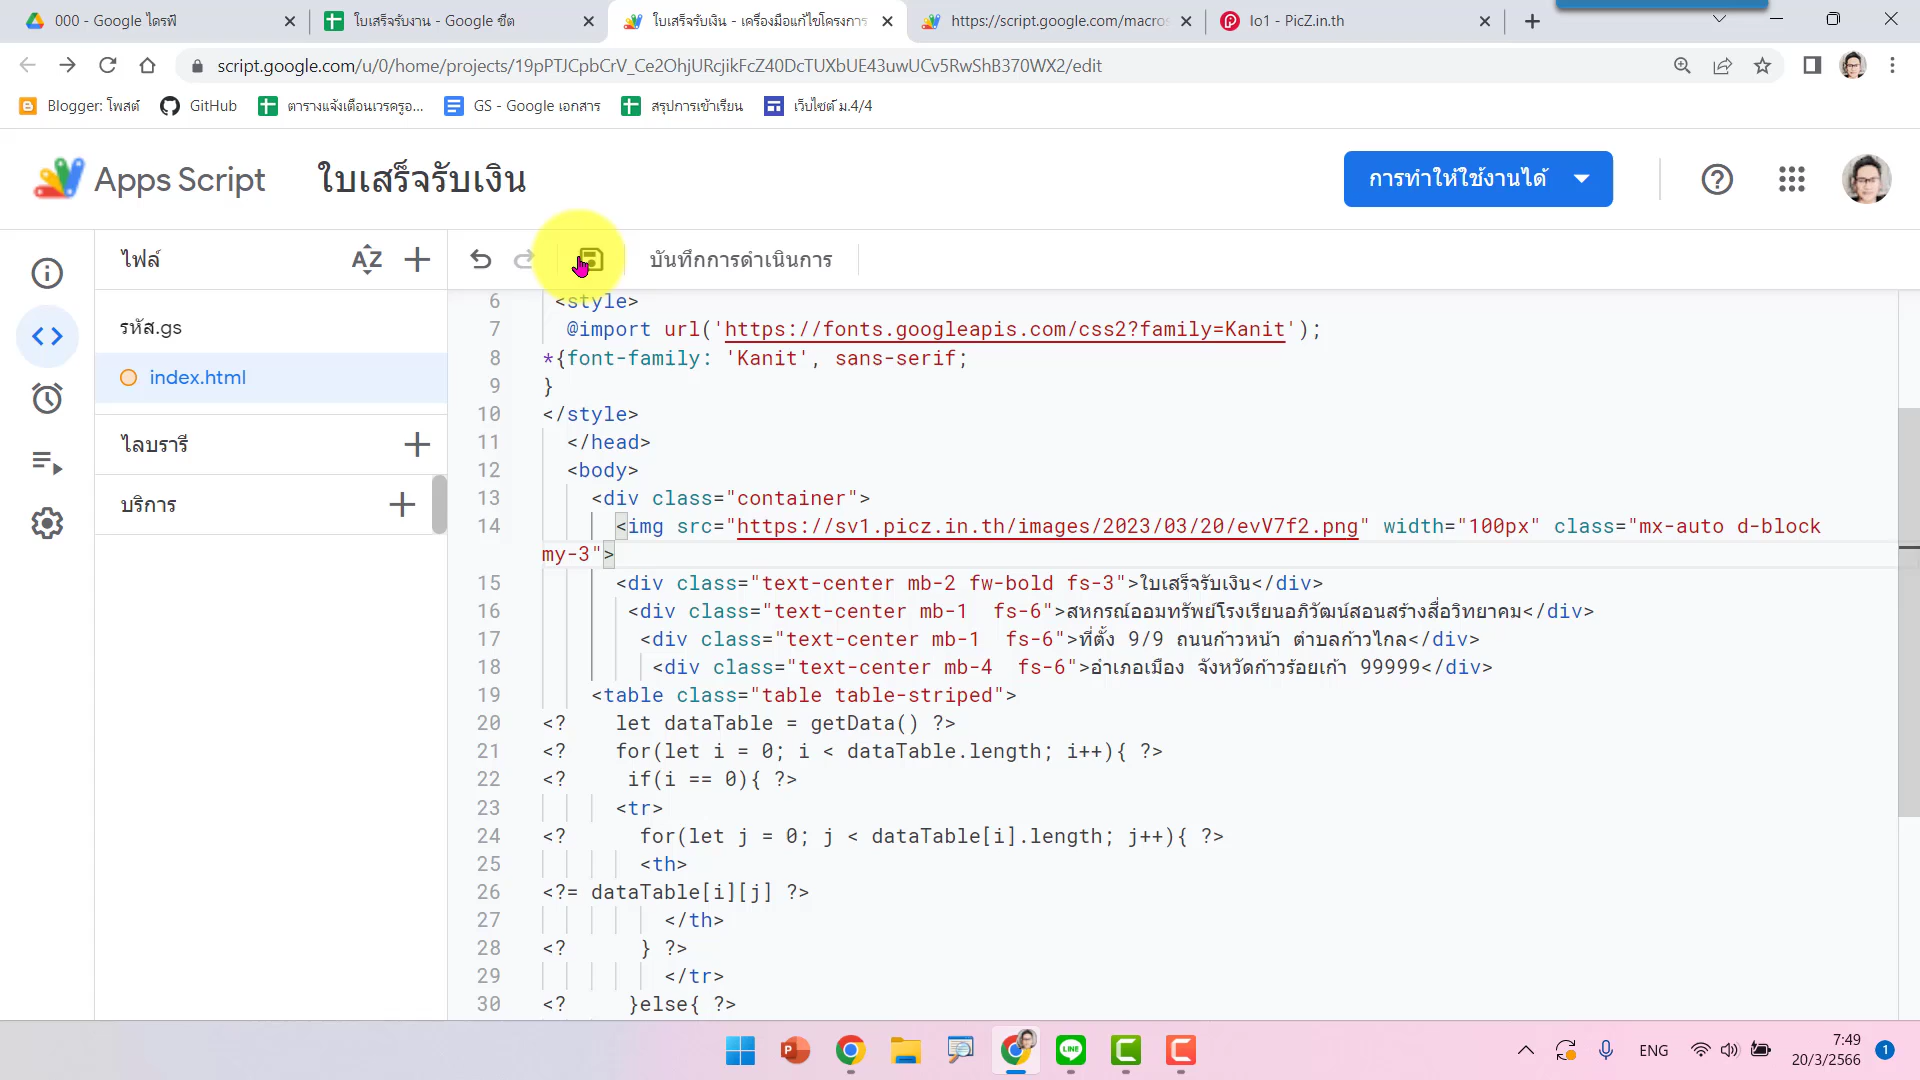 000 - Google ไดรฟ์
ใบเสร็จรับงาน - Google ชีต
ใบเสร็จรับเงิน - เครื่องมือแก้ไขโครงการ
https://script.google.com/macros
lo1 - PicZ.in.th
script.google.com/u/0/home/projects/19pPTJCpbCrV_Ce2OhjURcjikFcZ40DcTUXbUE43uwUCv5RwShB370WX2/edit
Blogger: โพสต์
GitHub
ตารางแจ้งเตือนเวรครูอ...
GS - Google เอกสาร
สรุปการเข้าเรียน
เว็บไซต์ ม.4/4
Apps Script
ใบเสร็จรับเงิน
การทำให้ใช้งานได้
ไฟล์
AZ
บันทึกการดำเนินการ
รหัส.gs
index.html
ไลบรารี
บริการ
6 <style>
7 @import url('https://fonts.googleapis.com/css2?family=Kanit');
8 *{font-family: 'Kanit', sans-serif;
9 }
10 </style>
11 </head>
12 <body>
13 <div class="container">
14 <img src="https://sv1.picz.in.th/images/2023/03/20/evV7f2.png" width="100px" class="mx-auto d-block
my-3">
15 <div class="text-center mb-2 fw-bold fs-3">ใบเสร็จรับเงิน</div>
16 <div class="text-center mb-1  fs-6">สหกรณ์ออมทรัพย์โรงเรียนอภิวัฒน์สอนสร้างสื่อวิทยาคม</div>
17 <div class="text-center mb-1  fs-6">ที่ตั้ง 9/9 ถนนก้าวหน้า ตำบลก้าวไกล</div>
18 <div class="text-center mb-4  fs-6">อำเภอเมือง จังหวัดก้าวร้อยเก้า 99999</div>
19 <table class="table table-striped">
20 <? let dataTable = getData() ?>
21 <? for(let i = 0; i < dataTable.length; i++){ ?>
22 <? if(i == 0){ ?>
23 <tr>
24 <? for(let j = 0; j < dataTable[i].length; j++){ ?>
25 <th>
26 <?= dataTable[i][j] ?>
27 </th>
28 <? } ?>
29 </tr>
30 <? }else{ ?>
ENG
7:49
20/3/2566
1